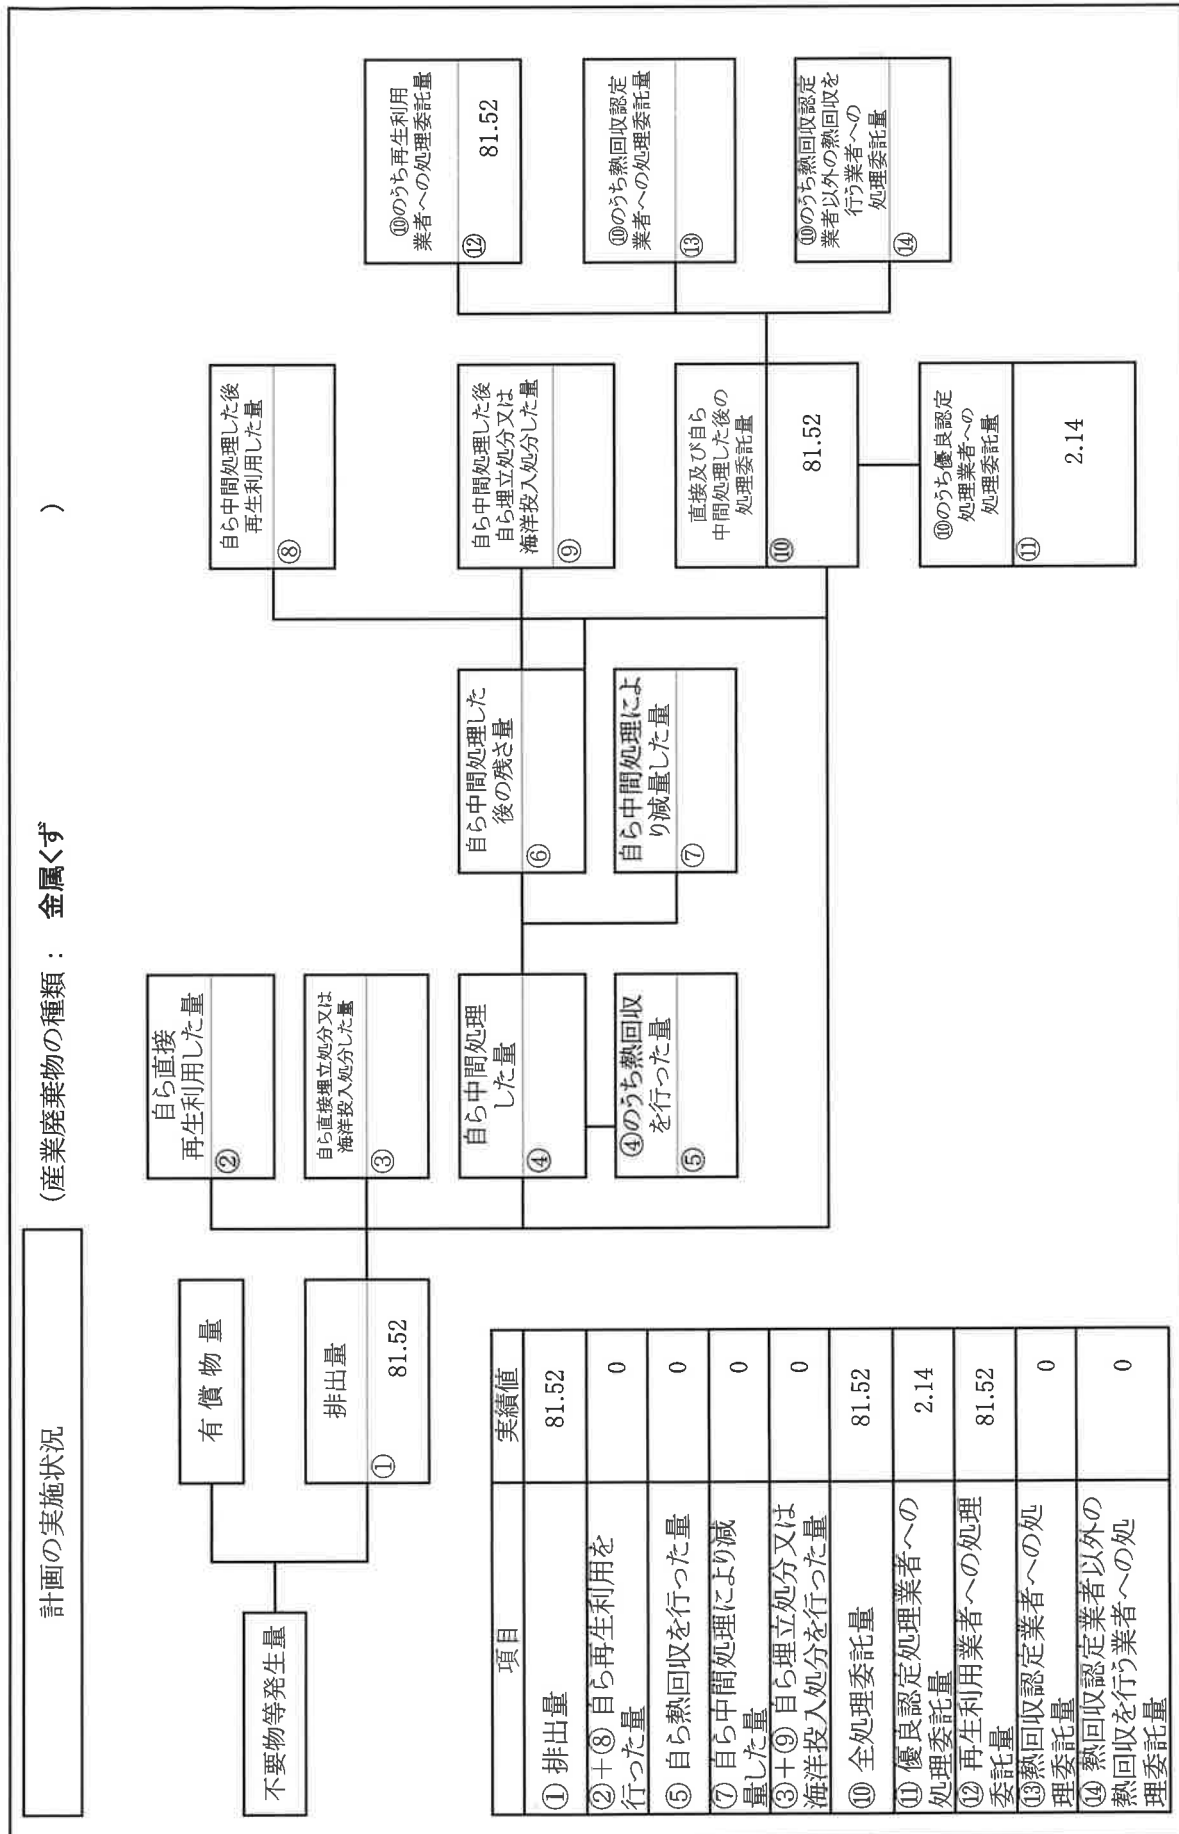 計画の実施状況
(産業廃棄物の種類： 金属くず )
不要物等発生量
有償物量
排出量
①
81.52
自ら直接
再生利用した量
②
自ら直接埋立処分又は
海洋投入処分した量
③
自ら中間処理
した量
④
④のうち熱回収
を行った量
⑤
自ら中間処理した
後の残さ量
⑥
自ら中間処理によ
り減量した量
⑦
自ら中間処理した後
再生利用した量
⑧
自ら中間処理した後
自ら埋立処分又は
海洋投入処分した量
⑨
直接及び自ら
中間処理した後の
処理委託量
⑩
81.52
⑩のうち優良認定
処理業者への
処理委託量
⑪
2.14
⑩のうち再生利用
業者への処理委託量
⑫
81.52
⑩のうち熱回収認定
業者への処理委託量
⑬
⑩のうち熱回収認定
業者以外の熱回収を
行う業者への
処理委託量
⑭
項目 実績値
① 排出量 81.52
②＋⑧ 自ら再生利用を
行った量 0
⑤ 自ら熱回収を行った量 0
⑦ 自ら中間処理により減
量した量 0
③＋⑨ 自ら埋立処分又は
海洋投入処分を行った量 0
⑩ 全処理委託量 81.52
⑪ 優良認定処理業者への
処理委託量 2.14
⑫ 再生利用業者への処理
委託量 81.52
⑬熱回収認定業者への処
理委託量 0
⑭ 熱回収認定業者以外の
熱回収を行う業者への処
理委託量 0